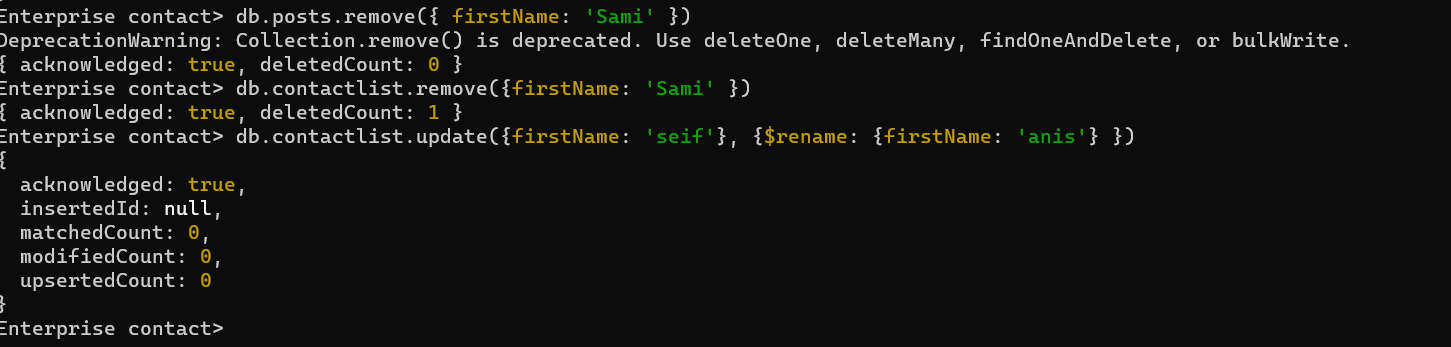 Enterprise contact> db.posts.remove({ firstName: 'Sami' })
DeprecationWarning: Collection.remove() is deprecated. Use deleteOne, deleteMany, findOneAndDelete, or bulkWrite.
{ acknowledged: true, deletedCount: 0 }
Enterprise contact> db.contactlist.remove({firstName: 'Sami' })
{ acknowledged: true, deletedCount: 1 }
Enterprise contact> db.contactlist.update({firstName: 'seif'}, {$rename: {firstName: 'anis'} })
{
  acknowledged: true,
  insertedId: null,
  matchedCount: 0,
  modifiedCount: 0,
  upsertedCount: 0
}
Enterprise contact>